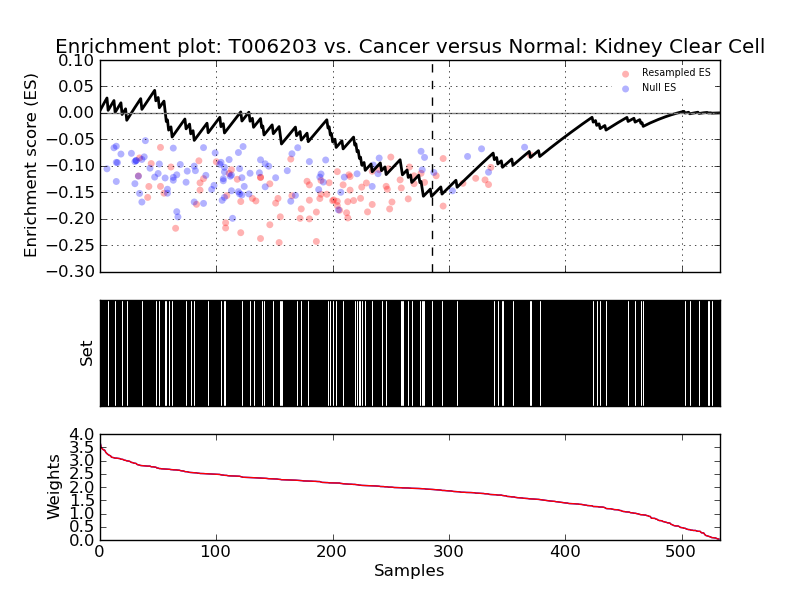 Enrichment plot: T006203 vs. Cancer versus Normal: Kidney Clear Cell
Enrichment score (ES)
0.10
0.05
0.00
−0.05
−0.10
−0.15
−0.20
−0.25
−0.30
Resampled ES
Null ES
Set
Weights
4.0
3.5
3.0
2.5
2.0
1.5
1.0
0.5
0.0
0 100 200 300 400 500
Samples